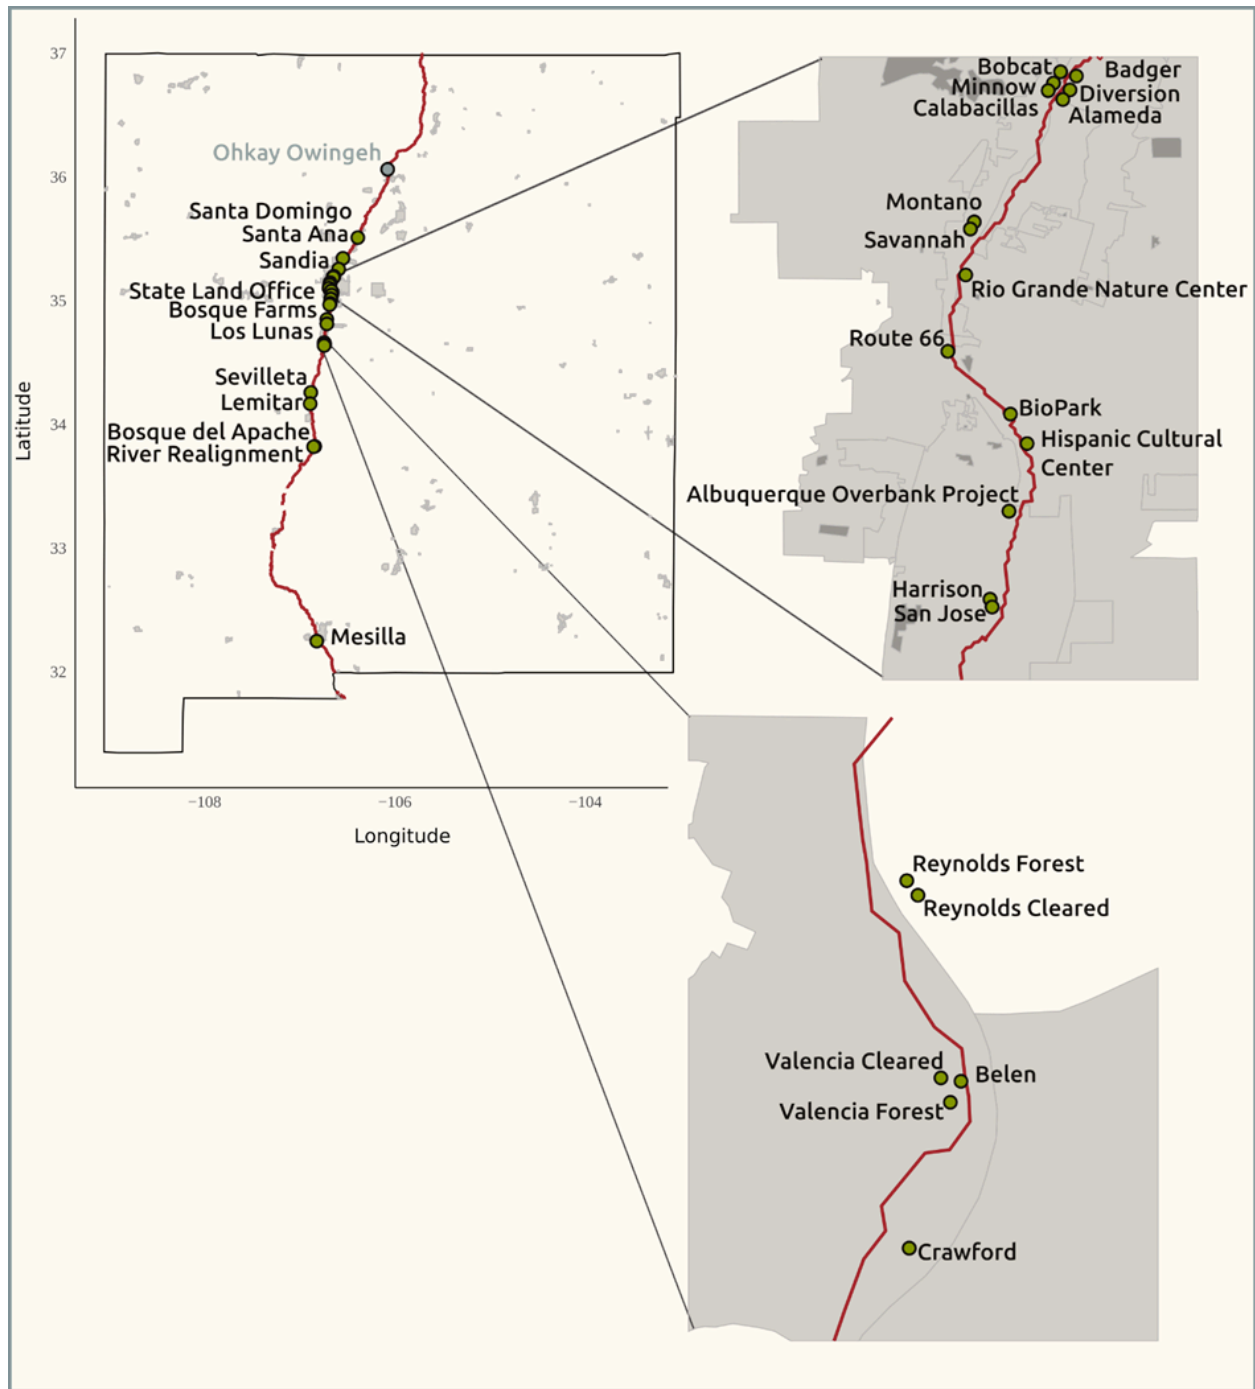 37
36
35
34
33
32
Latitude
−108
−106
−104
Longitude
Ohkay Owingeh
Santa Domingo
Santa Ana
Sandia
State Land Office
Bosque Farms
Los Lunas
Sevilleta
Lemitar
Bosque del Apache
River Realignment
Mesilla
Bobcat
Badger
Minnow
Diversion
Calabacillas
Alameda
Montano
Savannah
Rio Grande Nature Center
Route 66
BioPark
Hispanic Cultural
Center
Albuquerque Overbank Project
Harrison
San Jose
Reynolds Forest
Reynolds Cleared
Valencia Cleared
Belen
Valencia Forest
Crawford